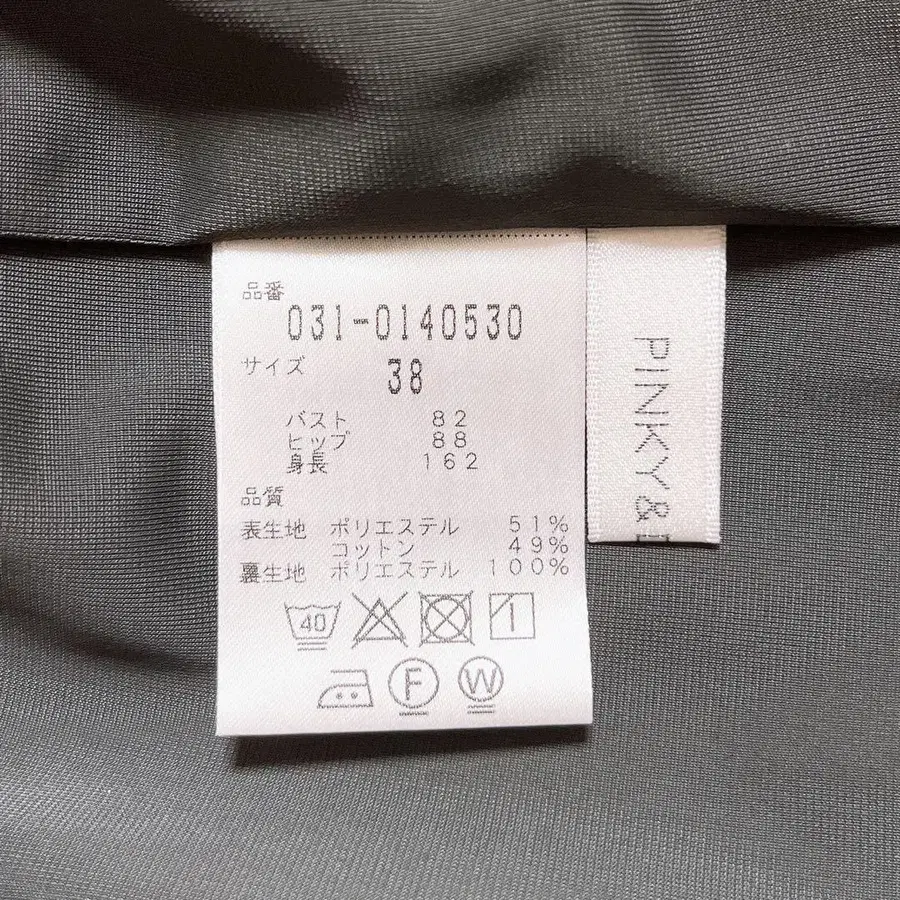 品番
031-0140530
サイズ 38
バスト 82
ヒップ 88
身長 162
品質
表生地 ポリエステル 51%
コットン 49%
裏生地 ポリエステル 100%
40
1
F W
PINKY&